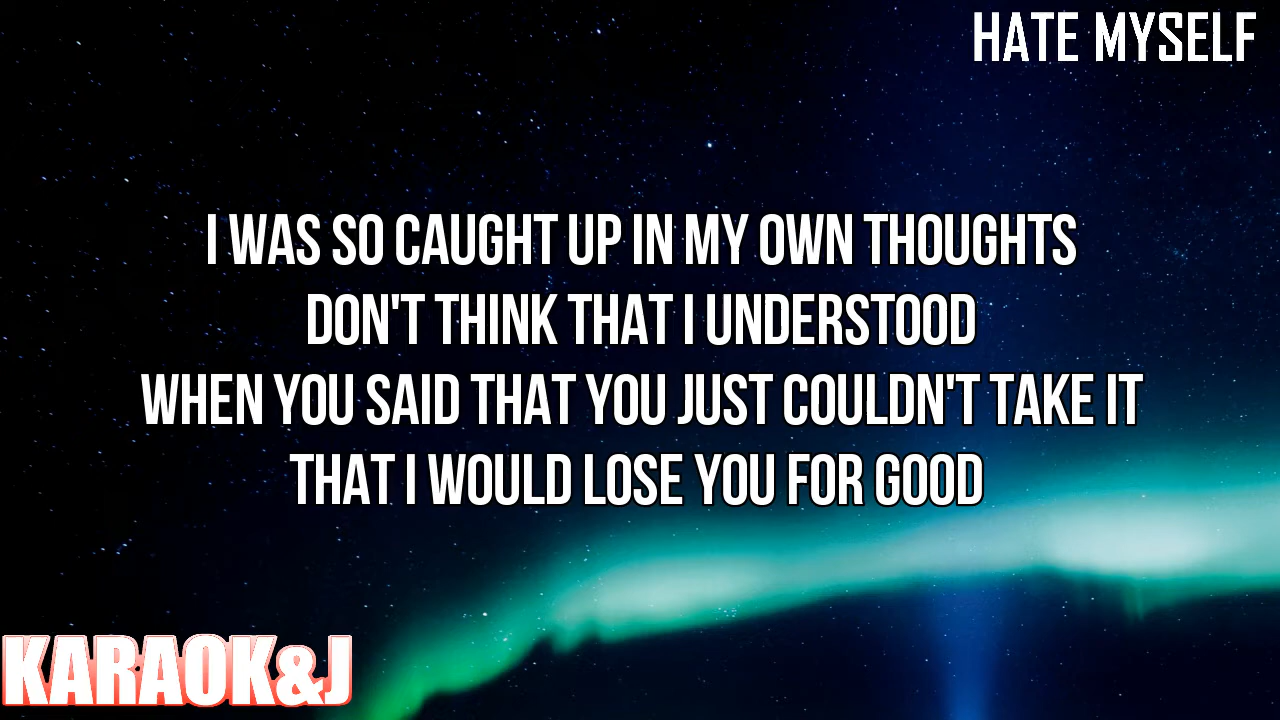 HATE MYSELF
I WAS SO CAUGHT UP IN MY OWN THOUGHTS
DON'T THINK THAT I UNDERSTOOD
WHEN YOU SAID THAT YOU JUST COULDN'T TAKE IT
THAT I WOULD LOSE YOU FOR GOOD
KARAOK&J